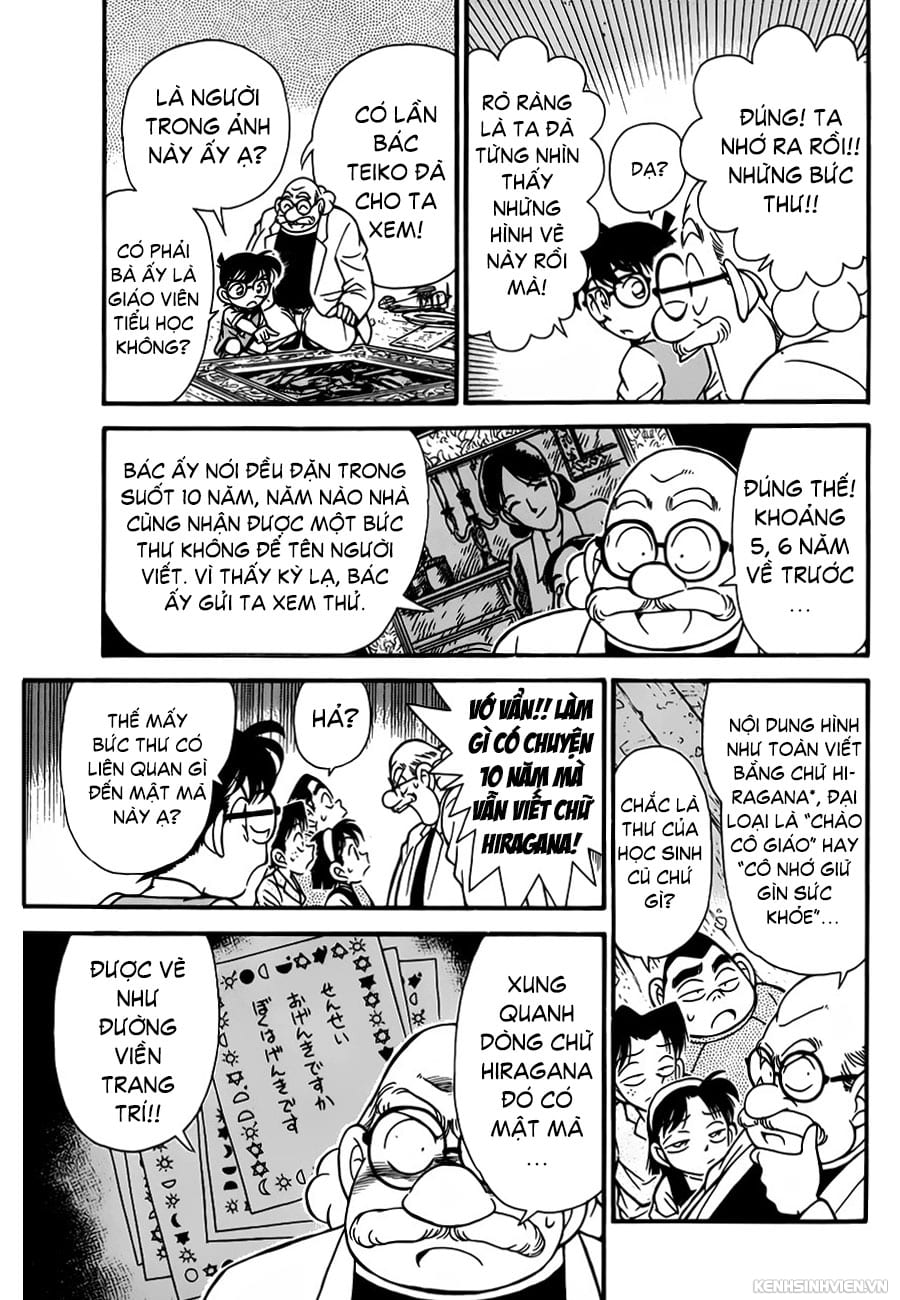 ĐÚNG! TA
NHỚ RA RỒI!!
NHỮNG BỨC
THƯ!!
DẠ?
RÕ RÀNG
LÀ TA ĐÃ
TỪNG NHÌN
THẤY
NHỮNG
HÌNH VẼ
NÀY RỒI
MÀ!
CÓ LẦN
BÁC
TEIKO ĐÃ
CHO TA
XEM!
LÀ NGƯỜI
TRONG ẢNH
NÀY ẤY Ạ?
CÓ PHẢI
BÀ ẤY LÀ
GIÁO VIÊN
TIỂU HỌC
KHÔNG?
ĐÚNG THẾ!
KHOẢNG
5, 6 NĂM
VỀ TRƯỚC
...
BÁC ẤY NÓI ĐỀU ĐẶN TRONG
SUỐT 10 NĂM, NĂM NÀO NHÀ
CŨNG NHẬN ĐƯỢC MỘT BỨC
THƯ KHÔNG ĐỀ TÊN NGƯỜI
VIẾT. VÌ THẤY KỲ LẠ, BÁC
ẤY GỬI TA XEM THỬ.
NỘI DUNG HÌNH
NHƯ TOÀN VIẾT
BẰNG CHỮ HI-
RAGANA*, ĐẠI
LOẠI LÀ “CHÀO
CÔ GIÁO” HAY
“CÔ NHỚ GIỮ
GÌN SỨC
KHỎE”...
CHẮC LÀ
THƯ CỦA
HỌC SINH
CŨ CHỨ
GÌ?
VỚ VẨN!! LÀM
GÌ CÓ CHUYỆN
10 NĂM MÀ
VẪN VIẾT CHỮ
HIRAGANA!
HẢ?
THẾ MẤY
BỨC THƯ CÓ
LIÊN QUAN GÌ
ĐẾN MẬT MÃ
NÀY Ạ?
XUNG
QUANH
DÒNG CHỮ
HIRAGANA
ĐÓ CÓ
MẬT MÃ
...
せんせい
おげんきですか
ぼくはげんきです
ĐƯỢC VẼ
NHƯ
ĐƯỜNG
VIỀN
TRANG
TRÍ!!
KENHSINHVIEN.VN